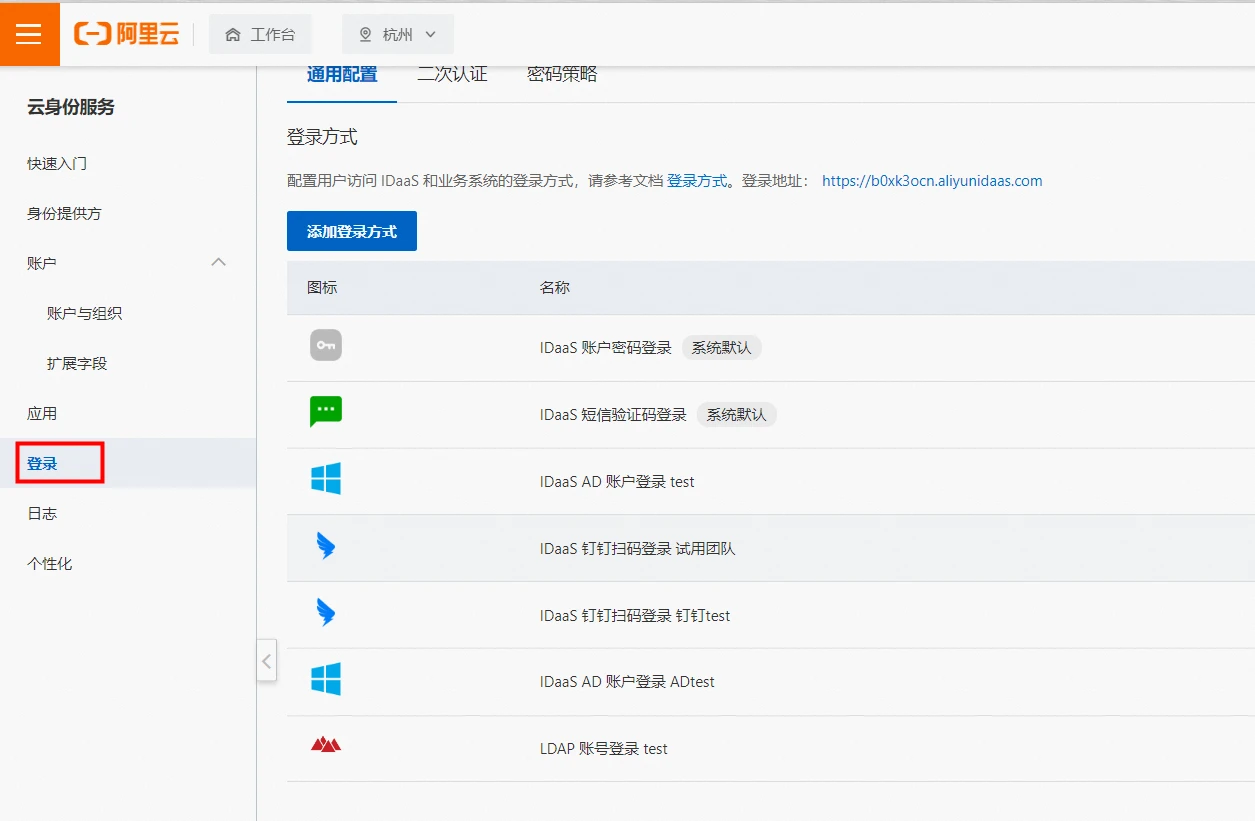 阿里云
工作台
杭州
通用配置 二次认证 密码策略
云身份服务
快速入门
身份提供方
账户
账户与组织
扩展字段
应用
登录
日志
个性化
登录方式
配置用户访问 IDaaS 和业务系统的登录方式，请参考文档 登录方式。登录地址： https://b0xk3ocn.aliyunidaas.com
添加登录方式
图标 名称
IDaaS 账户密码登录 系统默认
IDaaS 短信验证码登录 系统默认
IDaaS AD 账户登录 test
IDaaS 钉钉扫码登录 试用团队
IDaaS 钉钉扫码登录 钉钉test
IDaaS AD 账户登录 ADtest
LDAP 账号登录 test